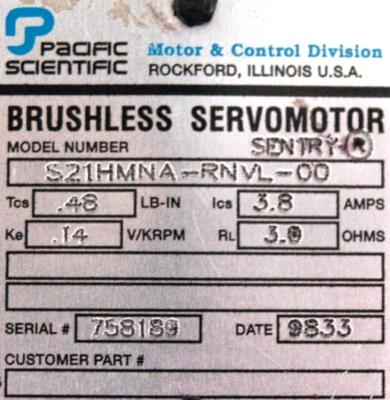 PACIFIC
SCIENTIFIC
Motor & Control Division
ROCKFORD, ILLINOIS U.S.A.
BRUSHLESS SERVOMOTOR
MODEL NUMBER SENTRY R
S21HMNA-RNVL-00
Tcs .48 LB-IN Ics 3.8 AMPS
Ke .14 V/KRPM RL 3.9 OHMS
SERIAL # 758189 DATE 9833
CUSTOMER PART #